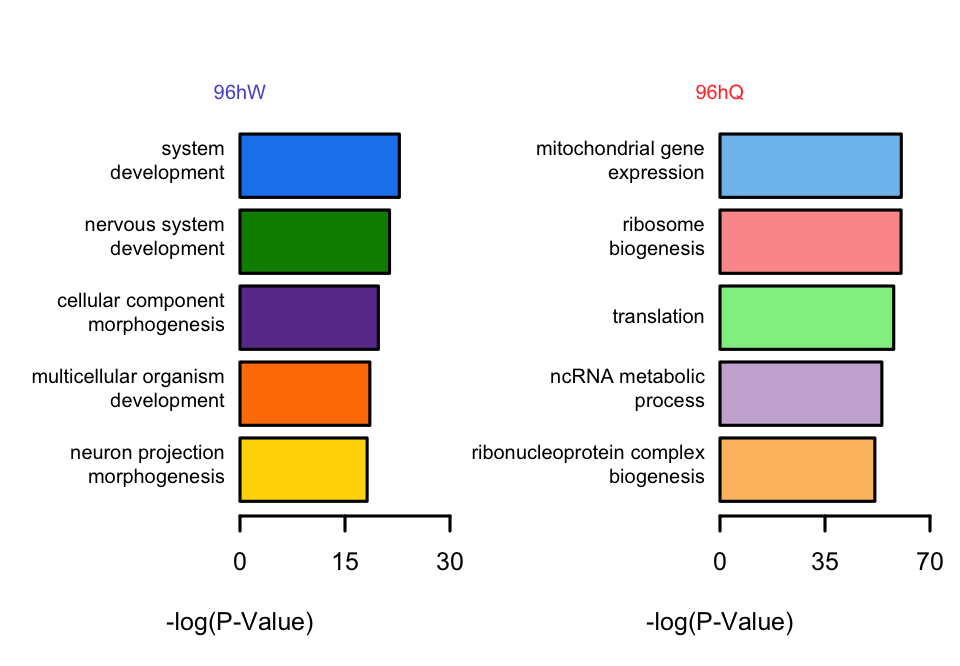 96hW
system
development
nervous system
development
cellular component
morphogenesis
multicellular organism
development
neuron projection
morphogenesis
0 15 30
-log(P-Value)
96hQ
mitochondrial gene
expression
ribosome
biogenesis
translation
ncRNA metabolic
process
ribonucleoprotein complex
biogenesis
0 35 70
-log(P-Value)